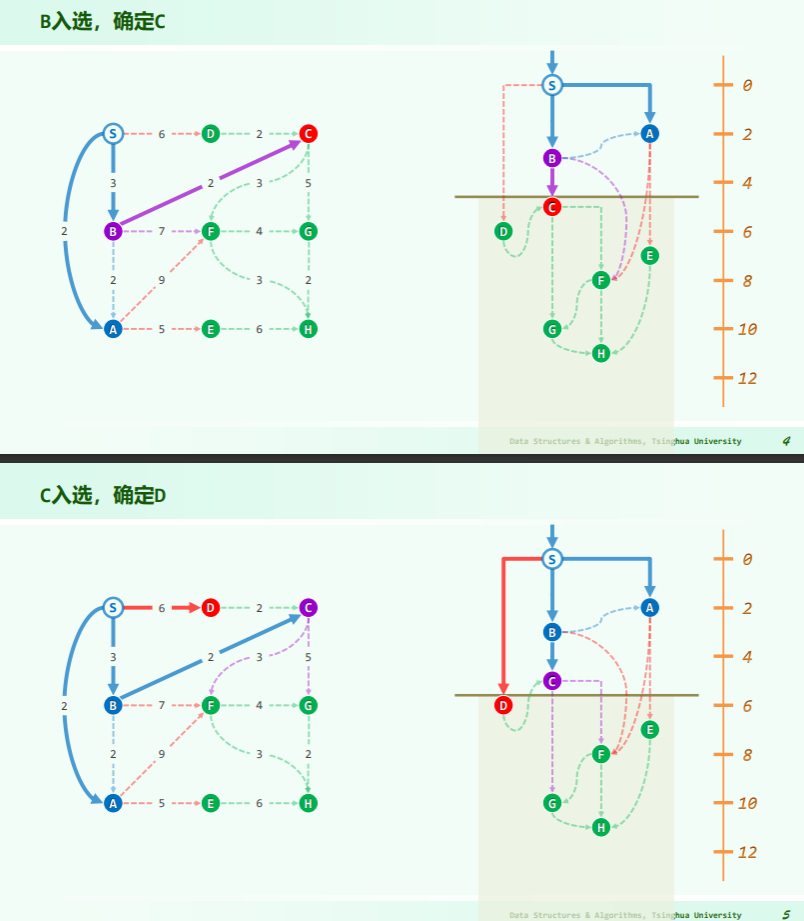 B入选，确定C
S 6 D 2 C
0
S
A 2
3 2 3 5
B
4
2 B 7 F 4 G
C
D 6
E
2 9 3 2
F 8
A 5 E 6 H
G 10
H
12
Data Structures & Algorithms, Tsinghua University 4
C入选，确定D
S 0
S 6 D 2 C
A 2
B
3 2 3 5
4
C
2 B 7 F 4 G
D 6
E
2 9 3 2
F 8
A 5 E 6 H
G 10
H
12
Data Structures & Algorithms, Tsinghua University 5